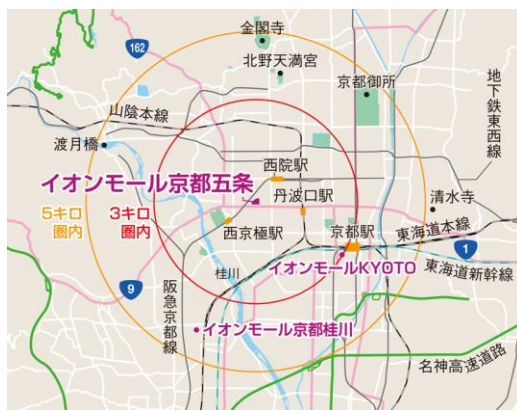 金閣寺
162
北野天満宮
京都御所
地下鉄東西線
山陰本線
渡月橋
西院駅
イオンモール京都五条
丹波口駅
清水寺
5キロ
圏内
3キロ
圏内
西京極駅
京都駅
東海道本線
1
イオンモールKYOTO
東海道新幹線
9
桂川
阪急京都線
イオンモール京都桂川
名神高速道路